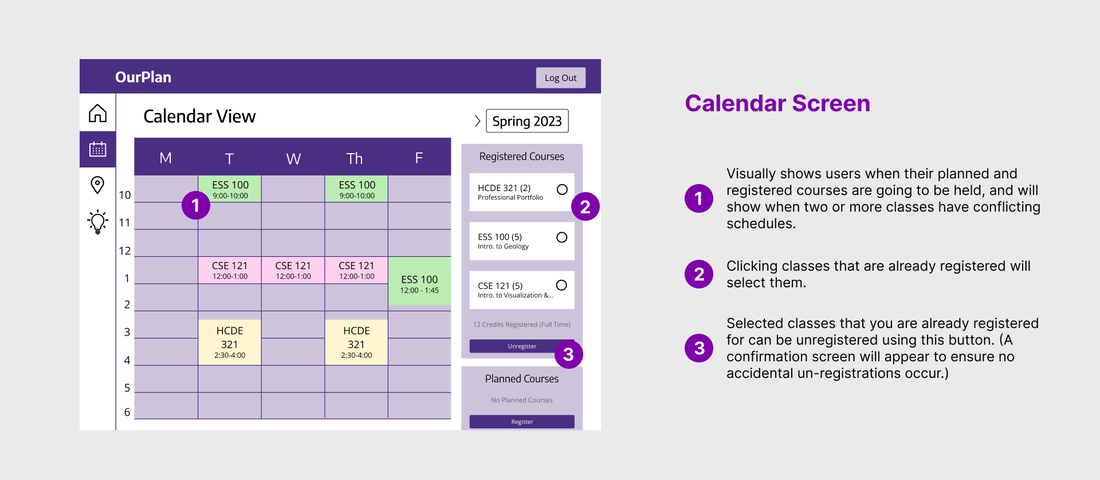 OurPlan
Log Out
Calendar View
Spring 2023
M T W Th F
10
11
12
1
2
3
4
5
6
ESS 100
9:00-10:00
ESS 100
9:00-10:00
1
CSE 121
12:00-1:00
CSE 121
12:00-1:00
CSE 121
12:00-1:00
ESS 100
12:00 - 1:45
HCDE
321
2:30-4:00
HCDE
321
2:30-4:00
Registered Courses
HCDE 321 (2)
Professional Portfolio
2
ESS 100 (5)
Intro. to Geology
CSE 121 (5)
Intro. to Visualization &...
12 Credits Registered (Full Time)
Unregister
3
Planned Courses
No Planned Courses
Register
Calendar Screen
1
Visually shows users when their planned and
registered courses are going to be held, and will
show when two or more classes have conflicting
schedules.
2
Clicking classes that are already registered will
select them.
3
Selected classes that you are already registered
for can be unregistered using this button. (A
confirmation screen will appear to ensure no
accidental un-registrations occur.)